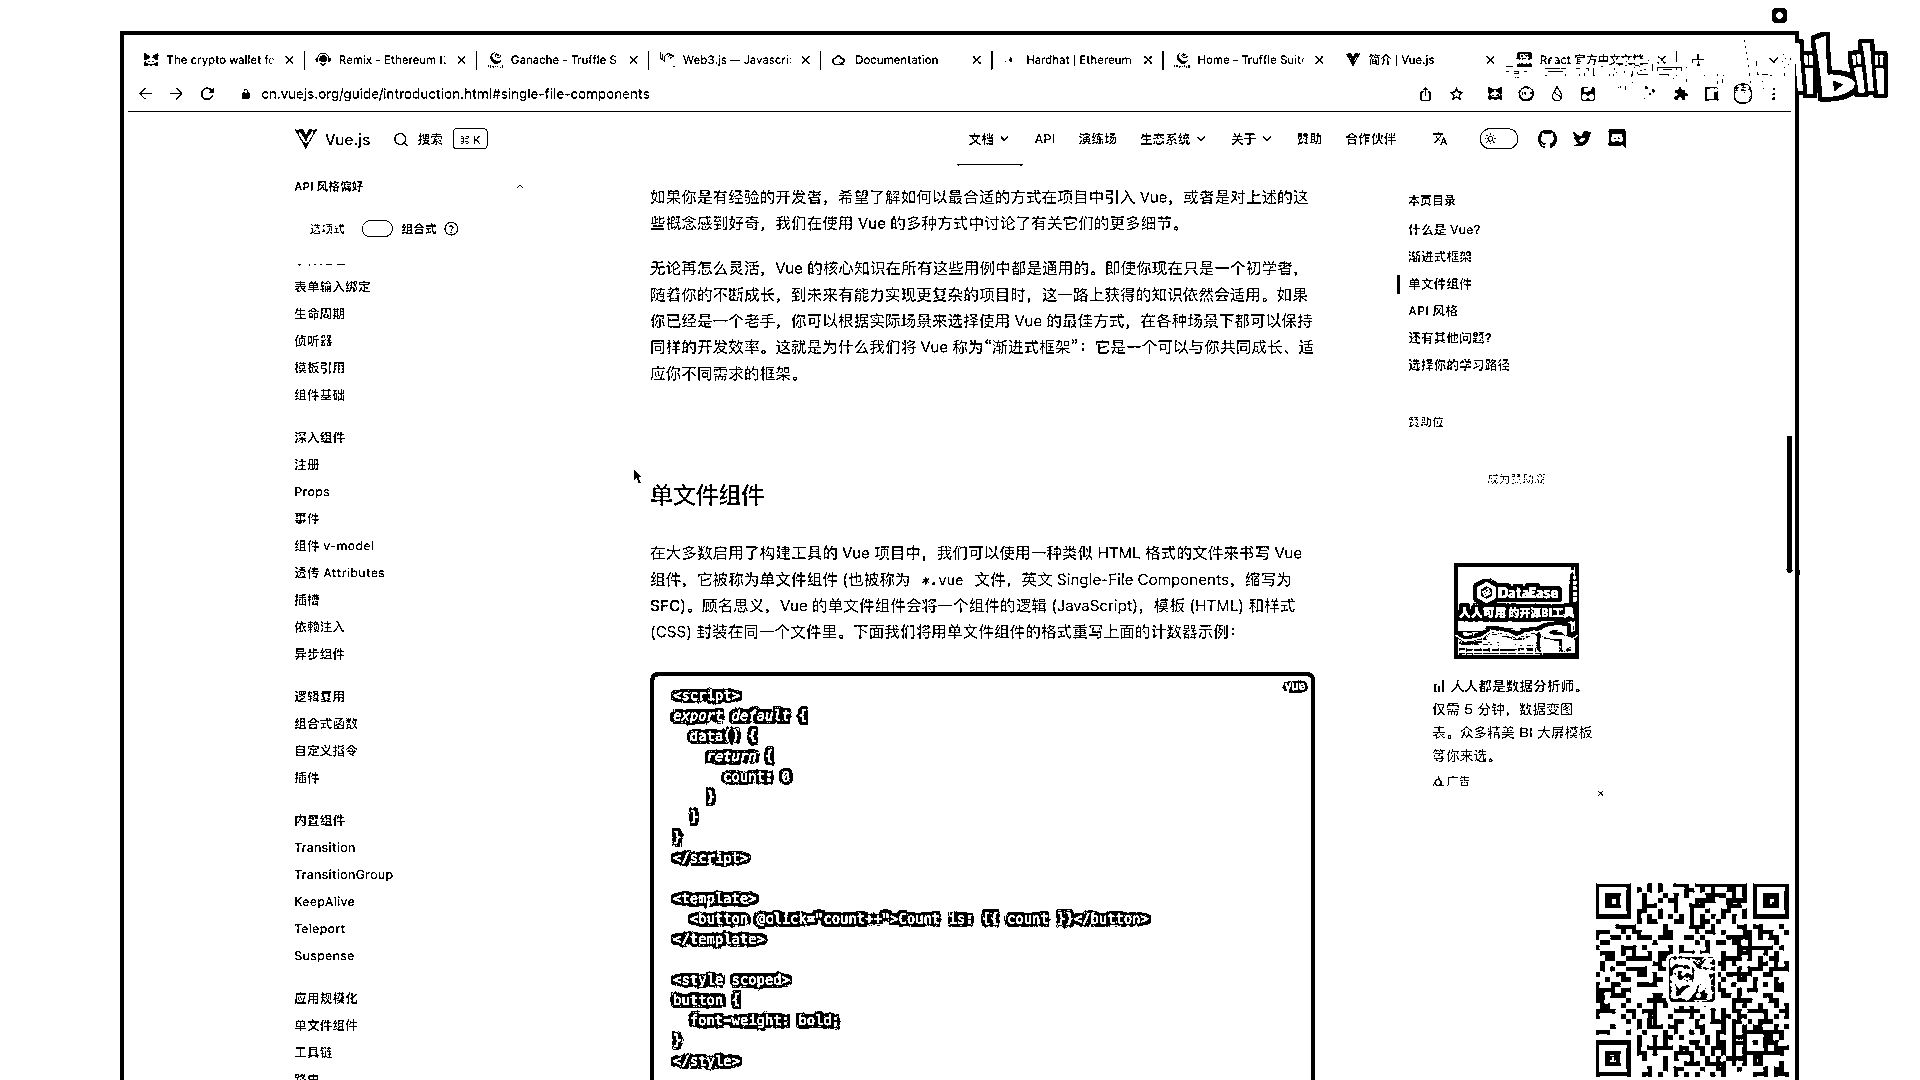 The crypto wallet fo
Remix - Ethereum I
Ganache - Truffle S
Web3.js — Javascri
Documentation
Hardhat | Ethereum
Home - Truffle Suite
简介 | Vue.js
React 官方中文文档
cn.vuejs.org/guide/introduction.html#single-file-components
Vue.js
搜索
⌘ K
文档
API
演练场
生态系统
关于
赞助
合作伙伴
API 风格偏好
选项式
组合式
表单输入绑定
生命周期
侦听器
模板引用
组件基础
深入组件
注册
Props
事件
组件 v-model
透传 Attributes
插槽
依赖注入
异步组件
逻辑复用
组合式函数
自定义指令
插件
内置组件
Transition
TransitionGroup
KeepAlive
Teleport
Suspense
应用规模化
单文件组件
工具链
路由
如果你是有经验的开发者，希望了解如何以最合适的方式在项目中引入 Vue，或者是对上述的这
些概念感到好奇，我们在使用 Vue 的多种方式中讨论了有关它们的更多细节。
无论再怎么灵活，Vue 的核心知识在所有这些用例中都是通用的。即使你现在只是一个初学者，
随着你的不断成长，到未来有能力实现更复杂的项目时，这一路上获得的知识依然会适用。如果
你已经是一个老手，你可以根据实际场景来选择使用 Vue 的最佳方式，在各种场景下都可以保持
同样的开发效率。这就是为什么我们将 Vue 称为“渐进式框架”：它是一个可以与你共同成长、适
应你不同需求的框架。
单文件组件
在大多数启用了构建工具的 Vue 项目中，我们可以使用一种类似 HTML 格式的文件来书写 Vue
组件，它被称为单文件组件 (也被称为 *.vue 文件，英文 Single-File Components，缩写为
SFC)。顾名思义，Vue 的单文件组件会将一个组件的逻辑 (JavaScript)，模板 (HTML) 和样式
(CSS) 封装在同一个文件里。下面我们将用单文件组件的格式重写上面的计数器示例：
vue
<script>
export default {
data() {
return {
count: 0
}
}
}
</script>
<template>
<button @click="count++">Count is: {{ count }}</button>
</template>
<style scoped>
button {
font-weight: bold;
}
</style>
本页目录
什么是 Vue?
渐进式框架
单文件组件
API 风格
还有其他问题?
选择你的学习路径
赞助位
成为赞助商
DataEase
人人可用的开源BI工具
人人都是数据分析师。
仅需 5 分钟，数据变图
表。众多精美 BI 大屏模板
等你来选。
广告